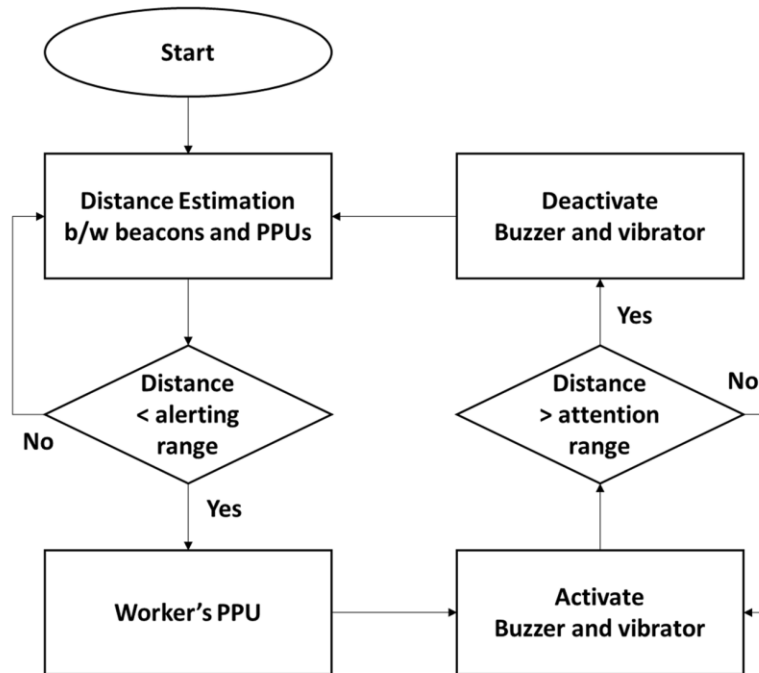 Start
Distance Estimation
b/w beacons and PPUs
Deactivate
Buzzer and vibrator
Yes
Distance
< alerting
range
No
Distance
> attention
range
No
Yes
Worker's PPU
Activate
Buzzer and vibrator